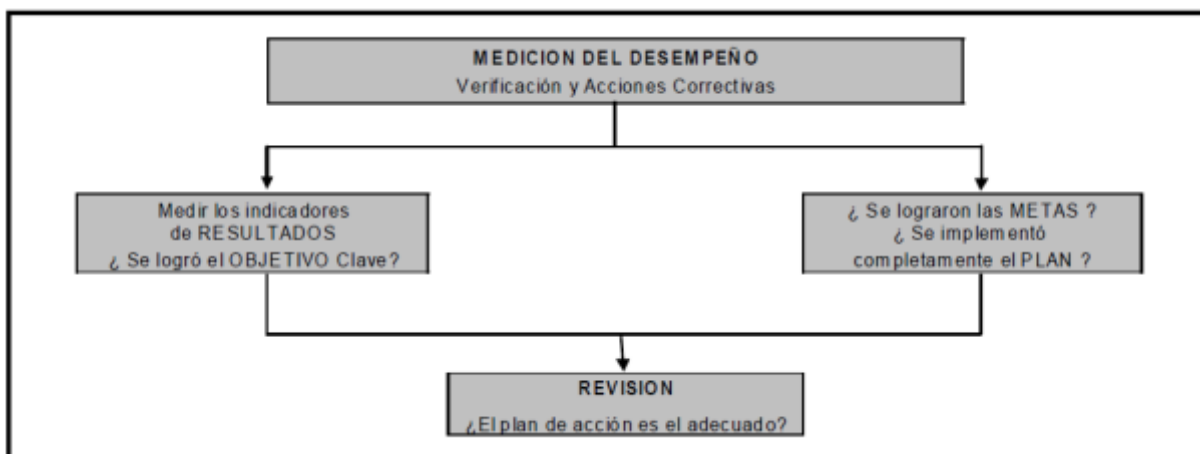 MEDICION DEL DESEMPEÑO
Verificación y Acciones Correctivas
Medir los indicadores
de RESULTADOS
¿ Se logró el OBJETIVO Clave?
¿ Se lograron las METAS ?
¿ Se implementó
completamente el PLAN ?
REVISION
¿El plan de acción es el adecuado?